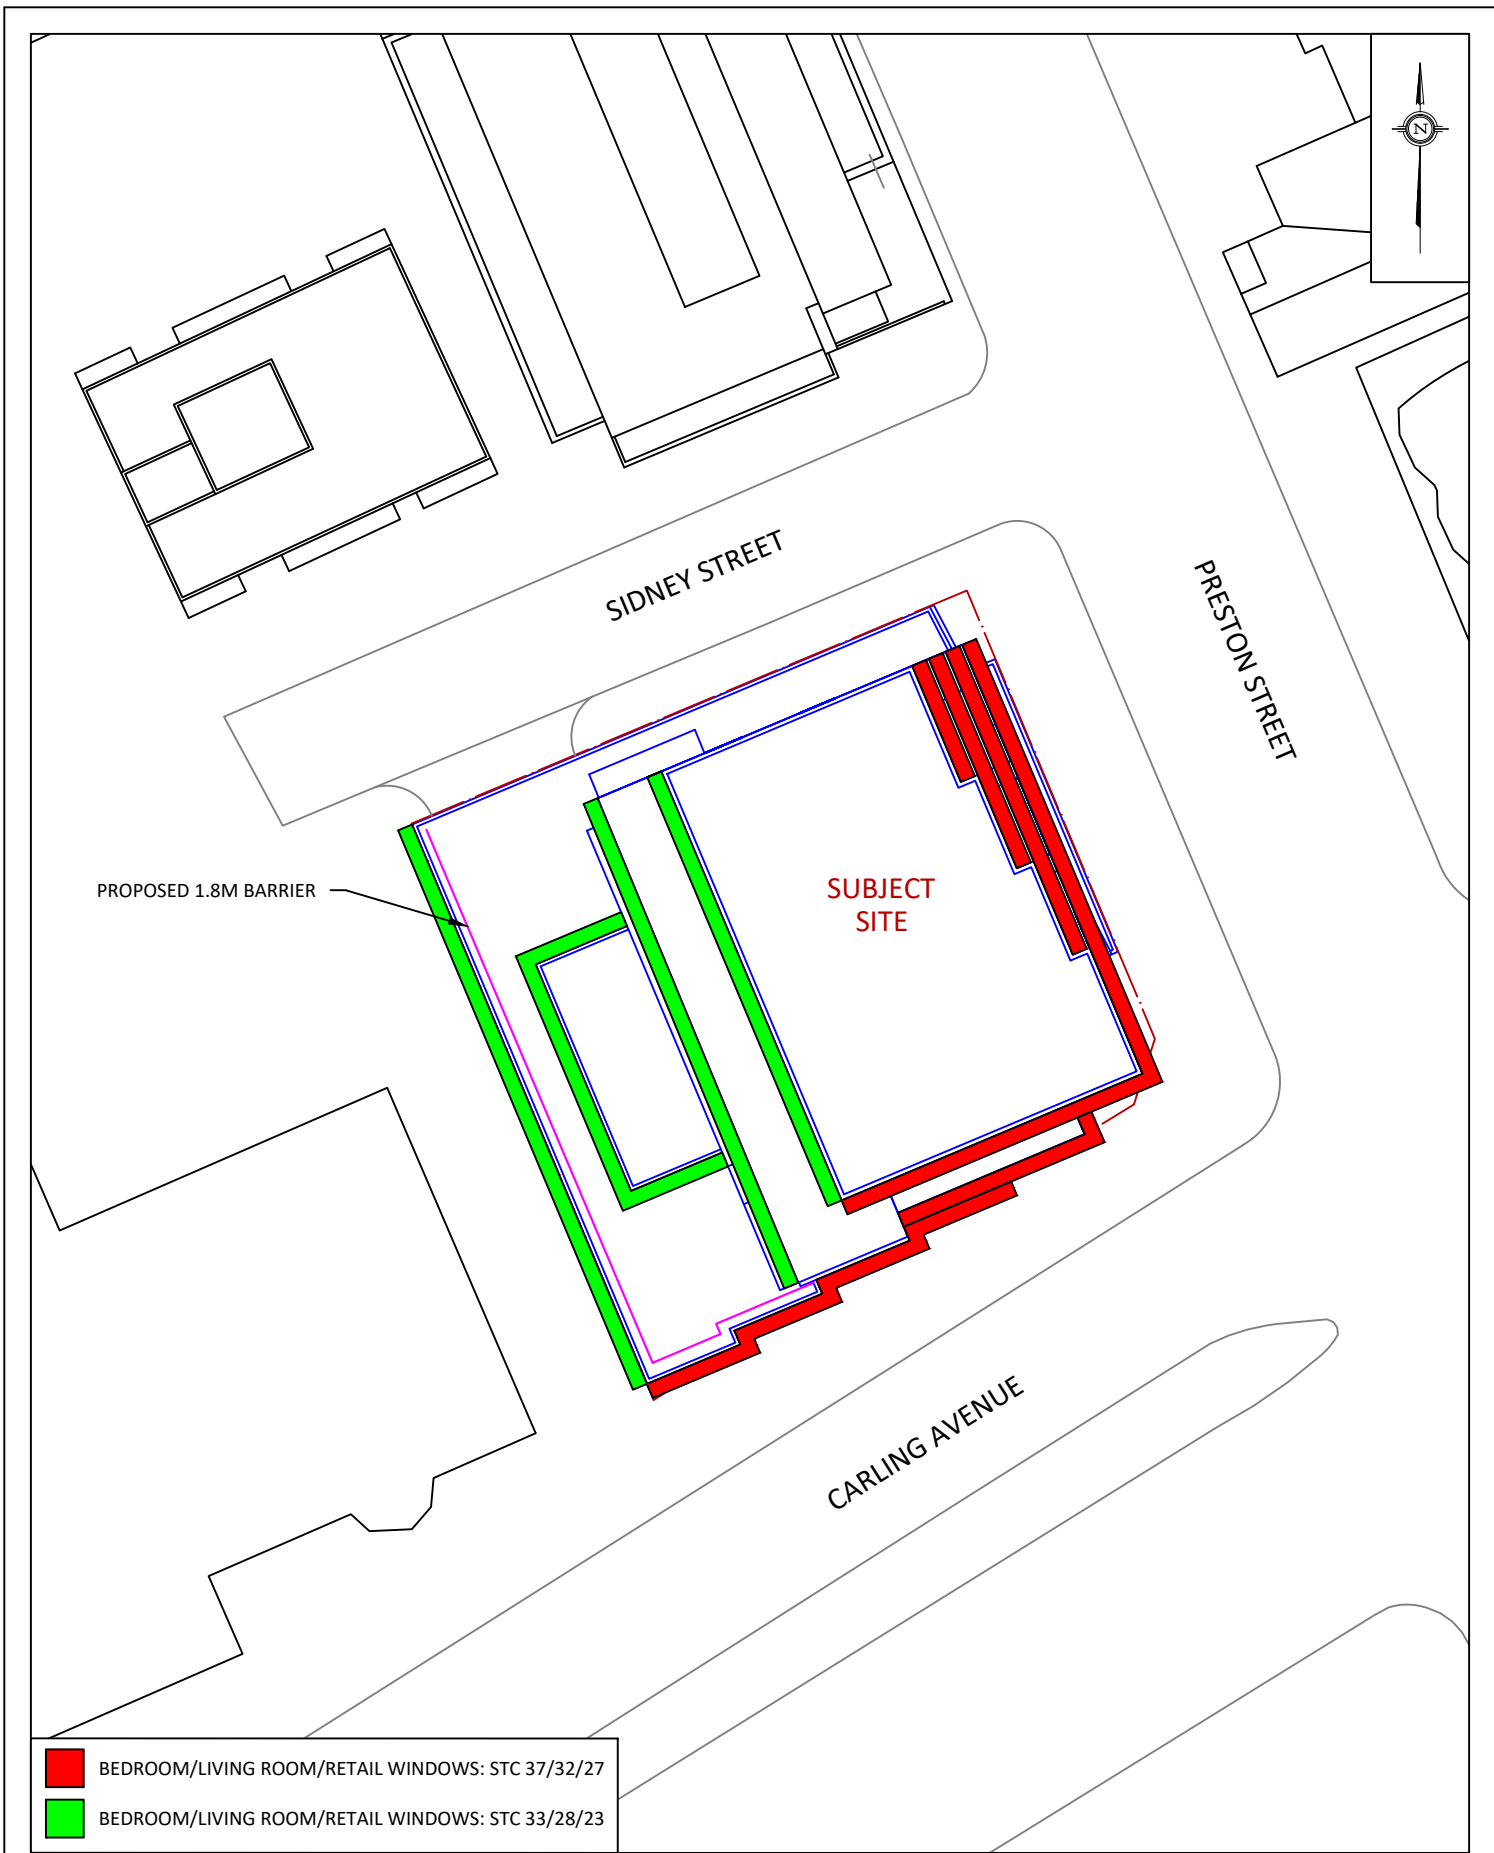 N
SIDNEY STREET
PRESTON STREET
PROPOSED 1.8M BARRIER
SUBJECT
SITE
CARLING AVENUE
BEDROOM/LIVING ROOM/RETAIL WINDOWS: STC 37/32/27
BEDROOM/LIVING ROOM/RETAIL WINDOWS: STC 33/28/23